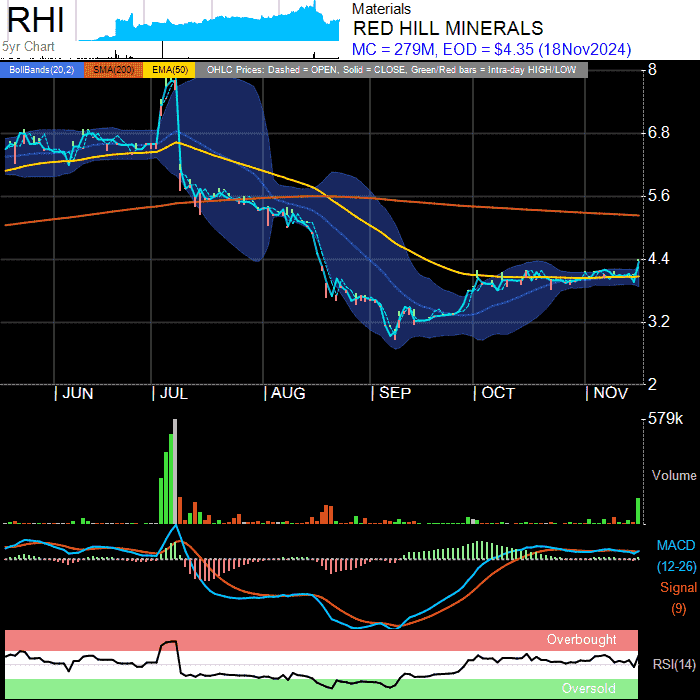 RHI
5yr Chart
Materials
RED HILL MINERALS
MC = 279M, EOD = $4.35 (18Nov2024)
BollBands(20,2) SMA(200) EMA(50) OHLC Prices: Dashed = OPEN, Solid = CLOSE, Green/Red bars = Intra-day HIGH/LOW
8
6.8
5.6
4.4
3.2
2
JUN JUL AUG SEP OCT NOV
579k
Volume
MACD
(12-26)
Signal
(9)
Overbought
RSI(14)
Oversold